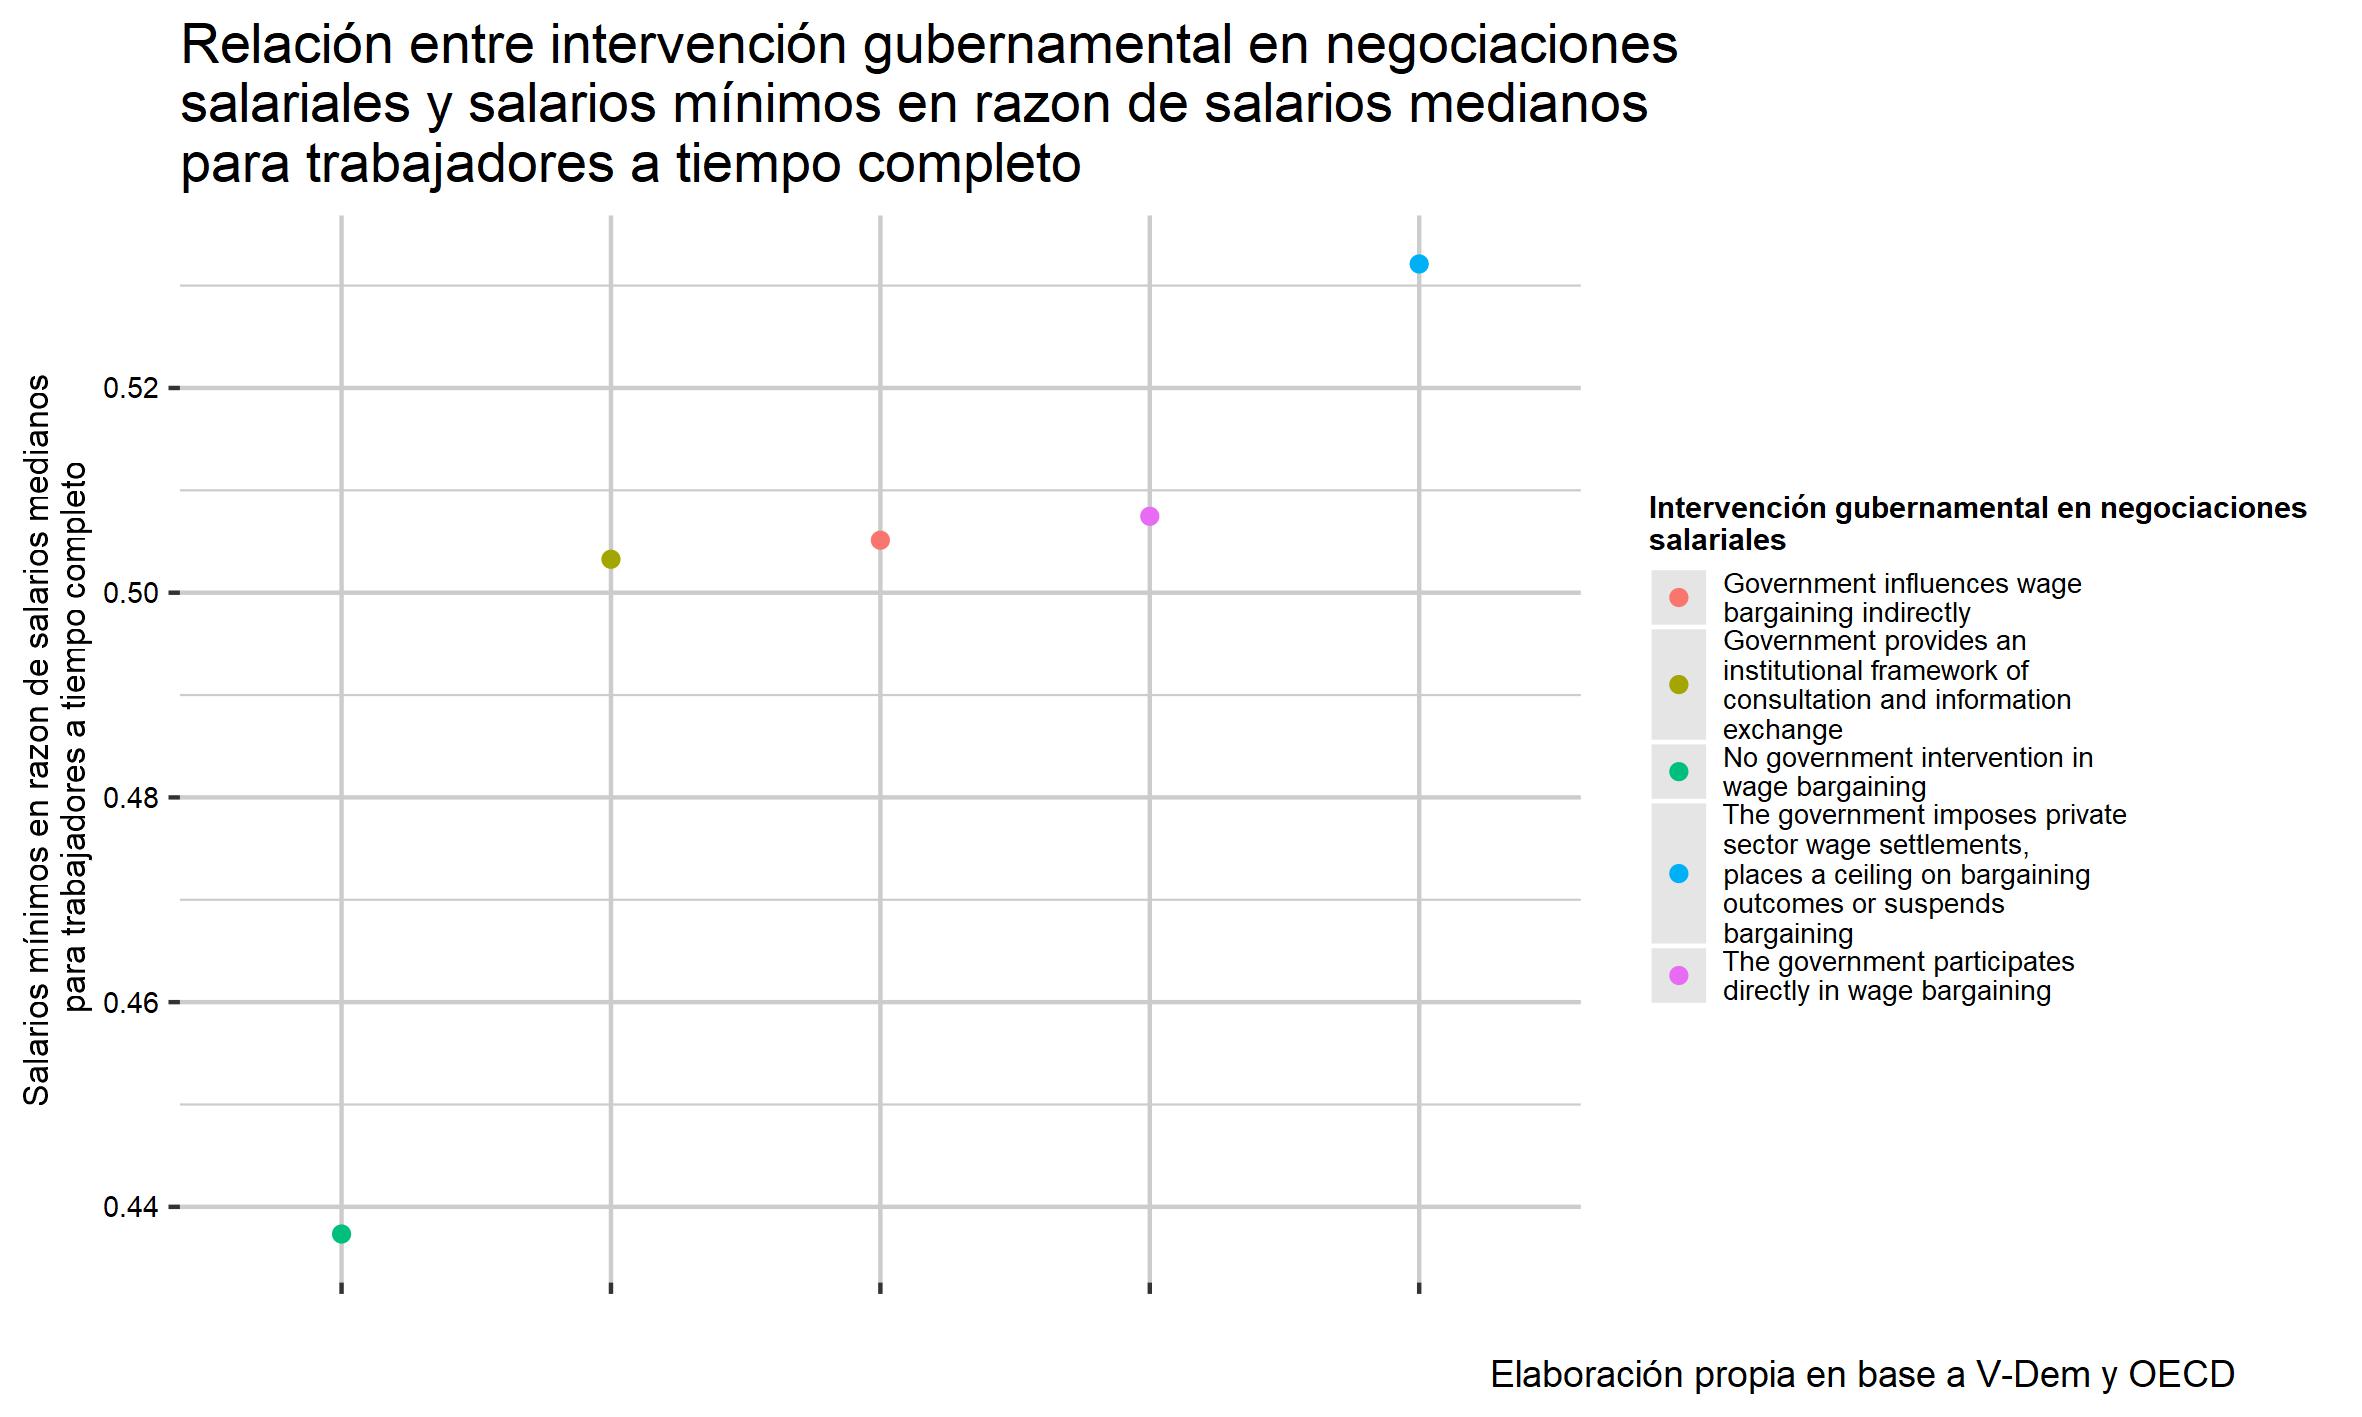 Relación entre intervención gubernamental en negociaciones
salariales y salarios mínimos en razon de salarios medianos
para trabajadores a tiempo completo
Salarios mínimos en razon de salarios medianos
para trabajadores a tiempo completo
0.52
0.50
0.48
0.46
0.44
Intervención gubernamental en negociaciones
salariales
Government influences wage
bargaining indirectly
Government provides an
institutional framework of
consultation and information
exchange
No government intervention in
wage bargaining
The government imposes private
sector wage settlements,
places a ceiling on bargaining
outcomes or suspends
bargaining
The government participates
directly in wage bargaining
Elaboración propia en base a V-Dem y OECD